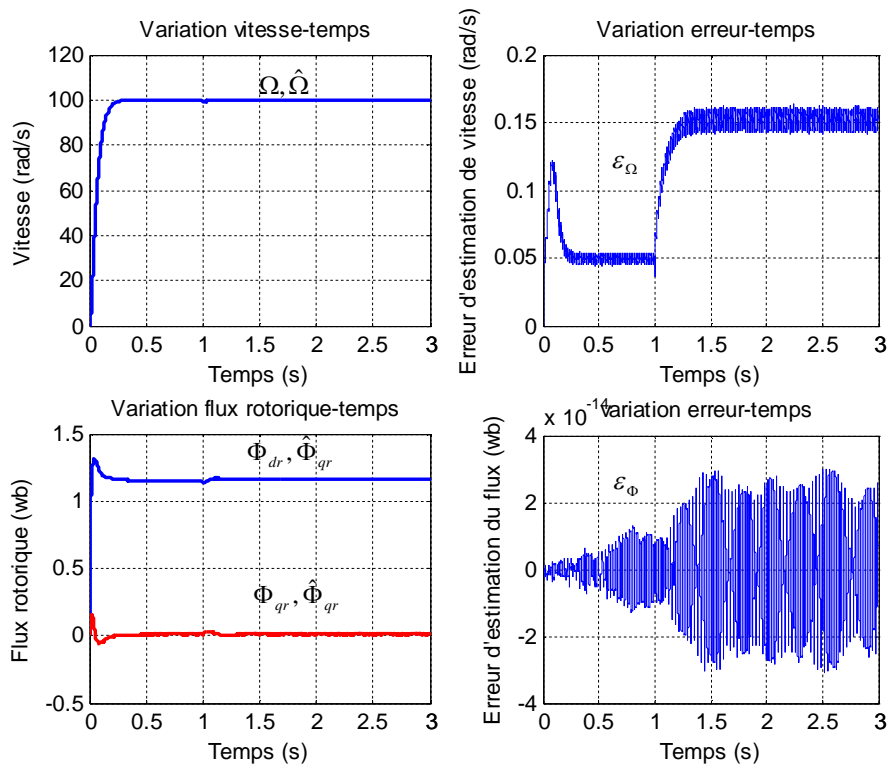 Variation vitesse-temps
120
100
80
60
40
20
0
Vitesse (rad/s)
Ω, Ω̂
0 0.5 1 1.5 2 2.5 3
Temps (s)
Variation erreur-temps
0.2
0.15
0.1
0.05
0
Erreur d'estimation de vitesse (rad/s)
ε_Ω
0 0.5 1 1.5 2 2.5 3
Temps (s)
Variation flux rotorique-temps
1.5
1
0.5
0
-0.5
Flux rotorique (wb)
Φ_dr, Φ̂_qr
Φ_qr, Φ̂_qr
0 0.5 1 1.5 2 2.5 3
Temps (s)
x 10^-14
Variation erreur-temps
4
2
0
-2
-4
Erreur d'estimation du flux (wb)
ε_Φ
0 0.5 1 1.5 2 2.5 3
Temps (s)